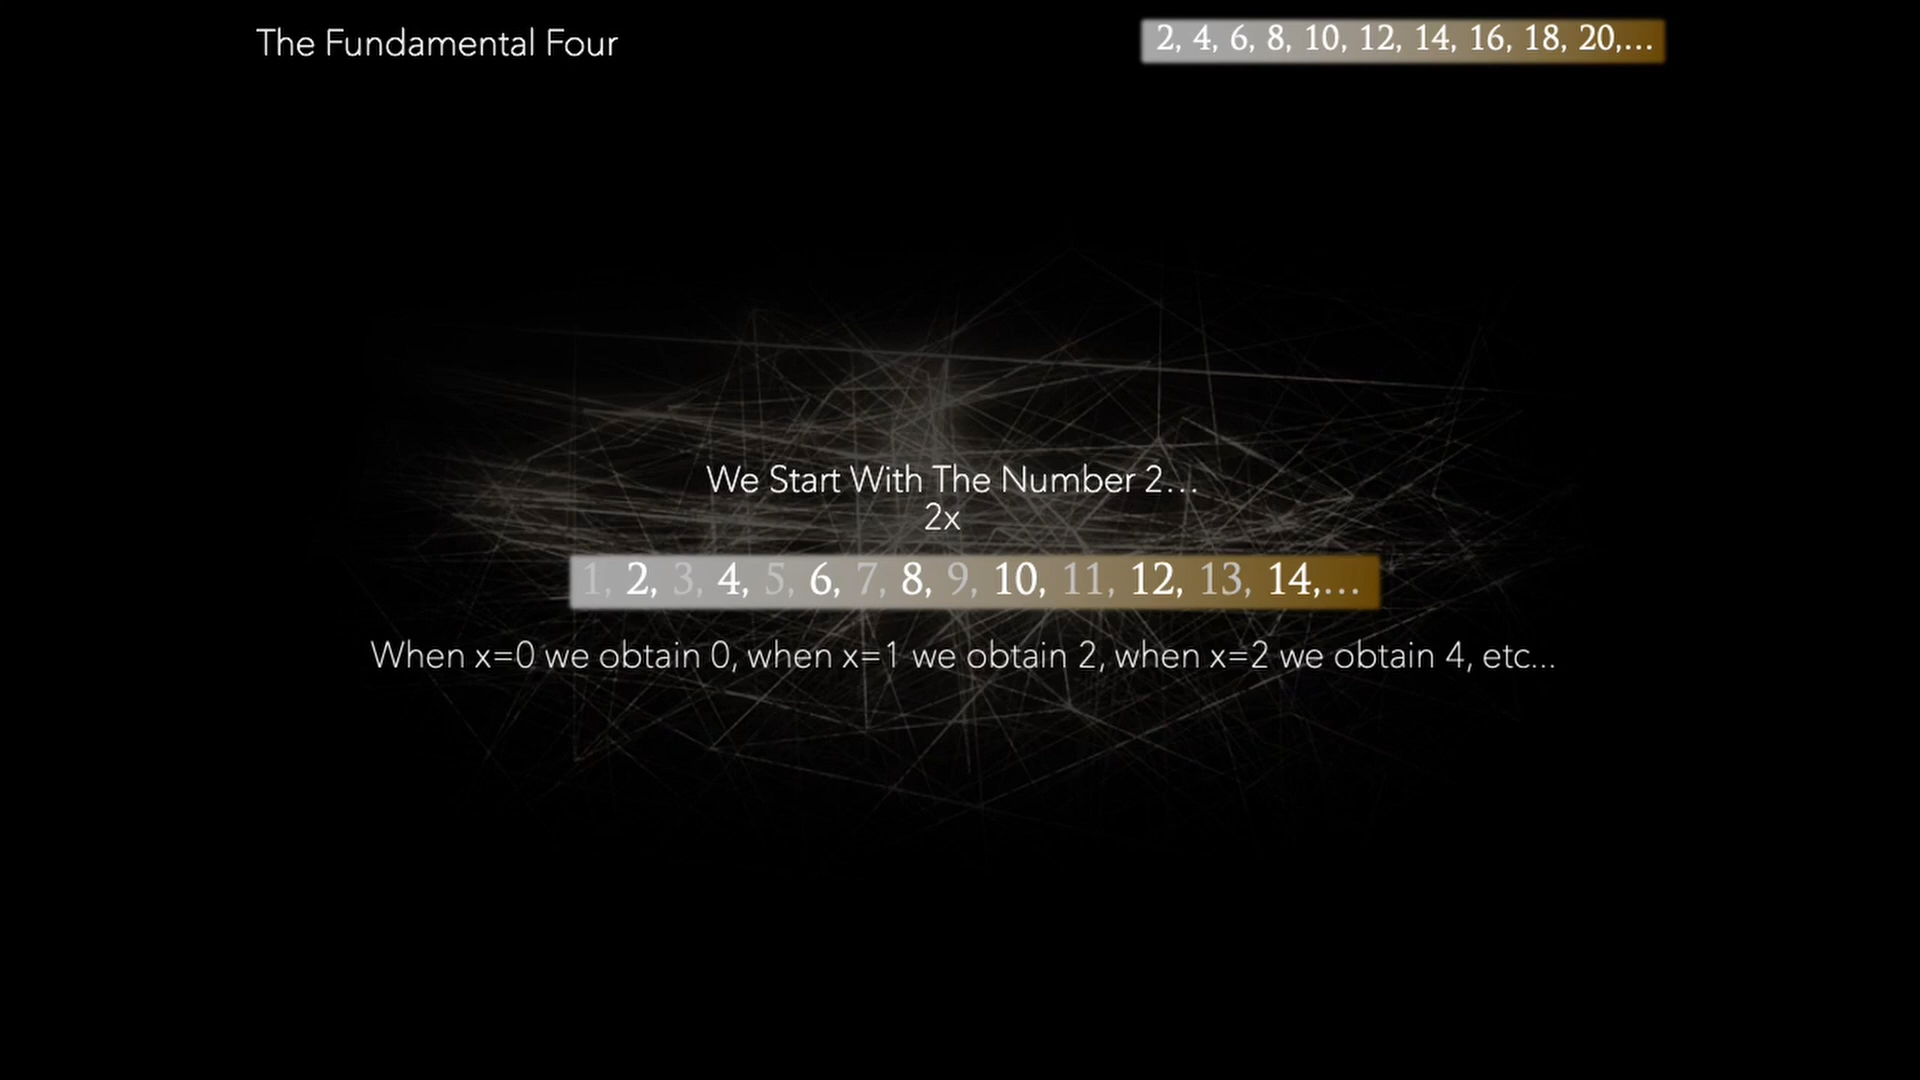 The Fundamental Four
2, 4, 6, 8, 10, 12, 14, 16, 18, 20,...
We Start With The Number 2...
2x
1, 2, 3, 4, 5, 6, 7, 8, 9, 10, 11, 12, 13, 14,...
When x=0 we obtain 0, when x=1 we obtain 2, when x=2 we obtain 4, etc...